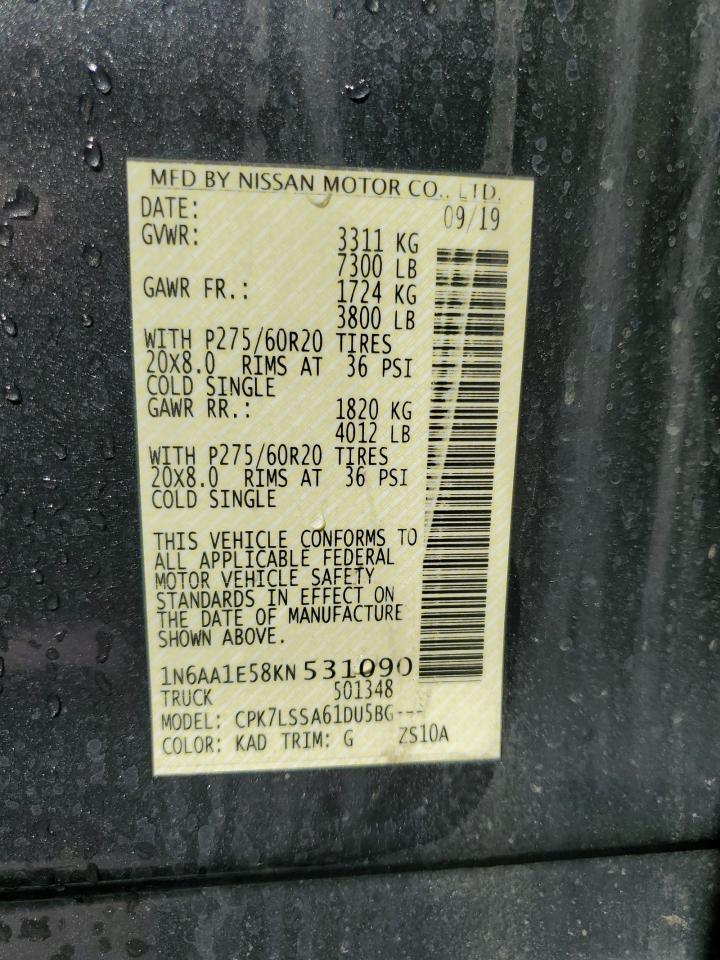 MFD BY NISSAN MOTOR CO., LTD.
DATE: 09/19
GVWR: 3311 KG
7300 LB
GAWR FR.: 1724 KG
3800 LB
WITH P275/60R20 TIRES
20X8.0 RIMS AT 36 PSI
COLD SINGLE
GAWR RR.: 1820 KG
4012 LB
WITH P275/60R20 TIRES
20X8.0 RIMS AT 36 PSI
COLD SINGLE
THIS VEHICLE CONFORMS TO
ALL APPLICABLE FEDERAL
MOTOR VEHICLE SAFETY
STANDARDS IN EFFECT ON
THE DATE OF MANUFACTURE
SHOWN ABOVE.
1N6AA1E58KN531090
TRUCK 501348
MODEL: CPK7LSSA61DU5BG---
COLOR: KAD TRIM: G ZS10A